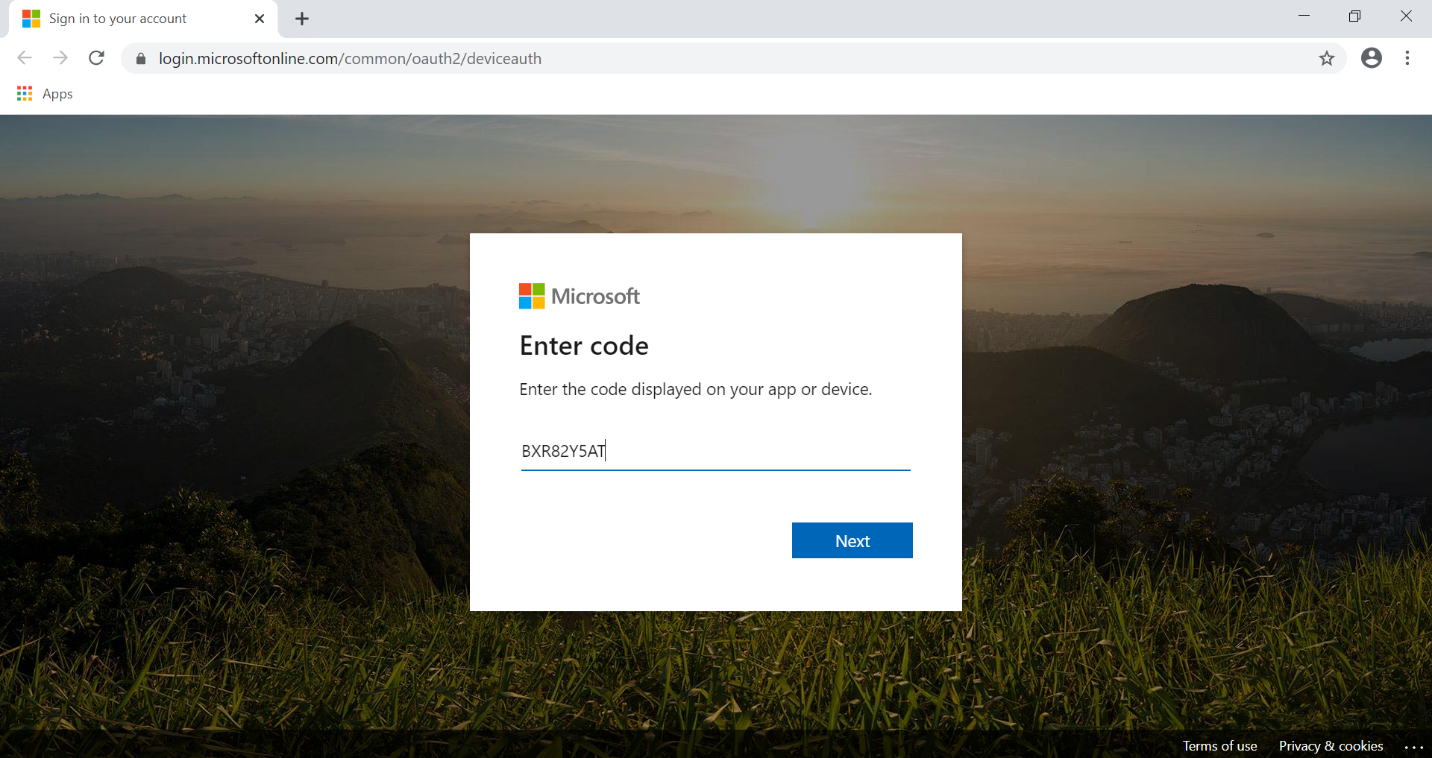 Sign in to your account
login.microsoftonline.com/common/oauth2/deviceauth
Apps
Microsoft
Enter code
Enter the code displayed on your app or device.
BXR82Y5AT
Next
Terms of use Privacy & cookies ...